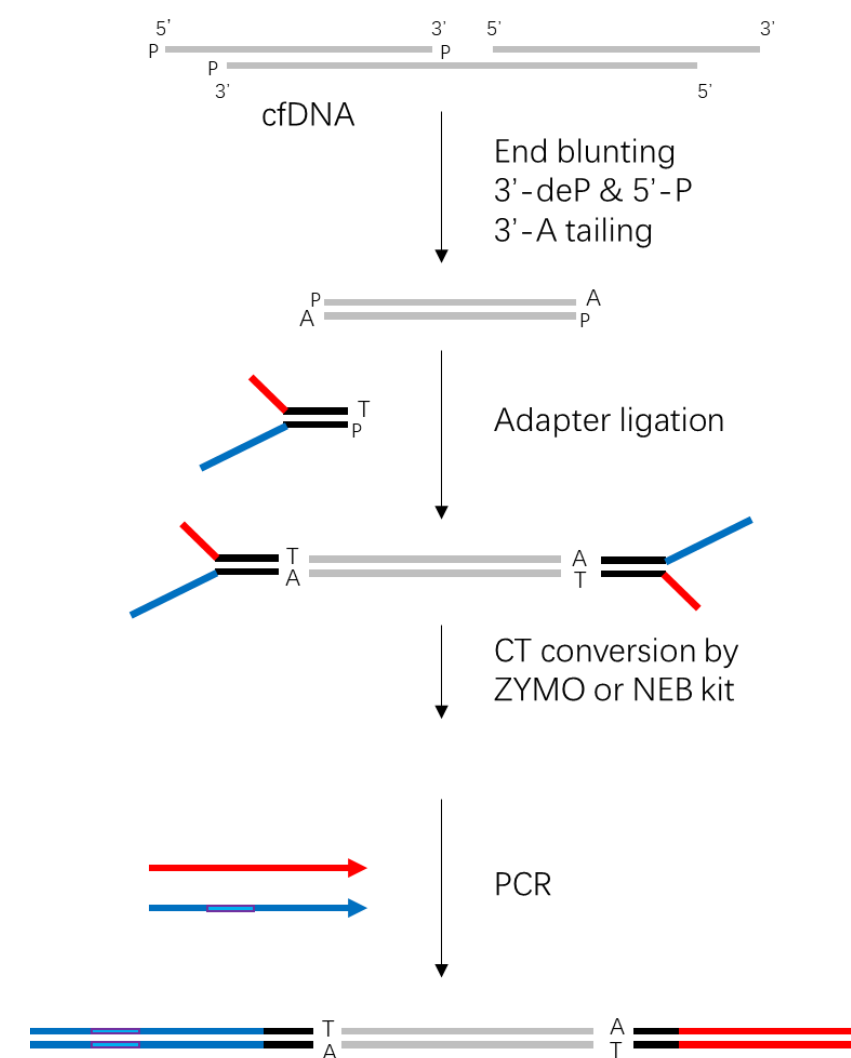 5' 3' 5' 3'
P P
P
3' 5'
cfDNA
End blunting
3'-deP & 5'-P
3'-A tailing
P A
A P
T
P
Adapter ligation
T A
A T
CT conversion by
ZYMO or NEB kit
PCR
T A
A T